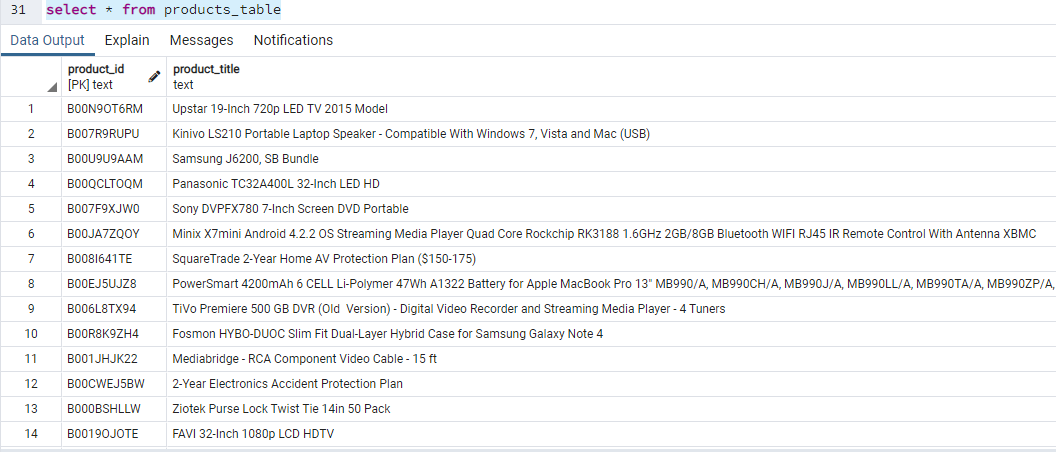 31 select * from products_table
Data Output Explain Messages Notifications
product_id product_title
[PK] text text
1 B00N9OT6RM Upstar 19-Inch 720p LED TV 2015 Model
2 B007R9RUPU Kinivo LS210 Portable Laptop Speaker - Compatible With Windows 7, Vista and Mac (USB)
3 B00U9U9AAM Samsung J6200, SB Bundle
4 B00QCLTOQM Panasonic TC32A400L 32-Inch LED HD
5 B007F9XJW0 Sony DVPFX780 7-Inch Screen DVD Portable
6 B00JA7ZQOY Minix X7mini Android 4.2.2 OS Streaming Media Player Quad Core Rockchip RK3188 1.6GHz 2GB/8GB Bluetooth WIFI RJ45 IR Remote Control With Antenna XBMC
7 B008I641TE SquareTrade 2-Year Home AV Protection Plan ($150-175)
8 B00EJ5UJZ8 PowerSmart 4200mAh 6 CELL Li-Polymer 47Wh A1322 Battery for Apple MacBook Pro 13" MB990/A, MB990CH/A, MB990J/A, MB990LL/A, MB990TA/A, MB990ZP/A,
9 B006L8TX94 TiVo Premiere 500 GB DVR (Old  Version) - Digital Video Recorder and Streaming Media Player - 4 Tuners
10 B00R8K9ZH4 Fosmon HYBO-DUOC Slim Fit Dual-Layer Hybrid Case for Samsung Galaxy Note 4
11 B001JHJK22 Mediabridge - RCA Component Video Cable - 15 ft
12 B00CWEJ5BW 2-Year Electronics Accident Protection Plan
13 B000BSHLLW Ziotek Purse Lock Twist Tie 14in 50 Pack
14 B0019OJOTE FAVI 32-Inch 1080p LCD HDTV